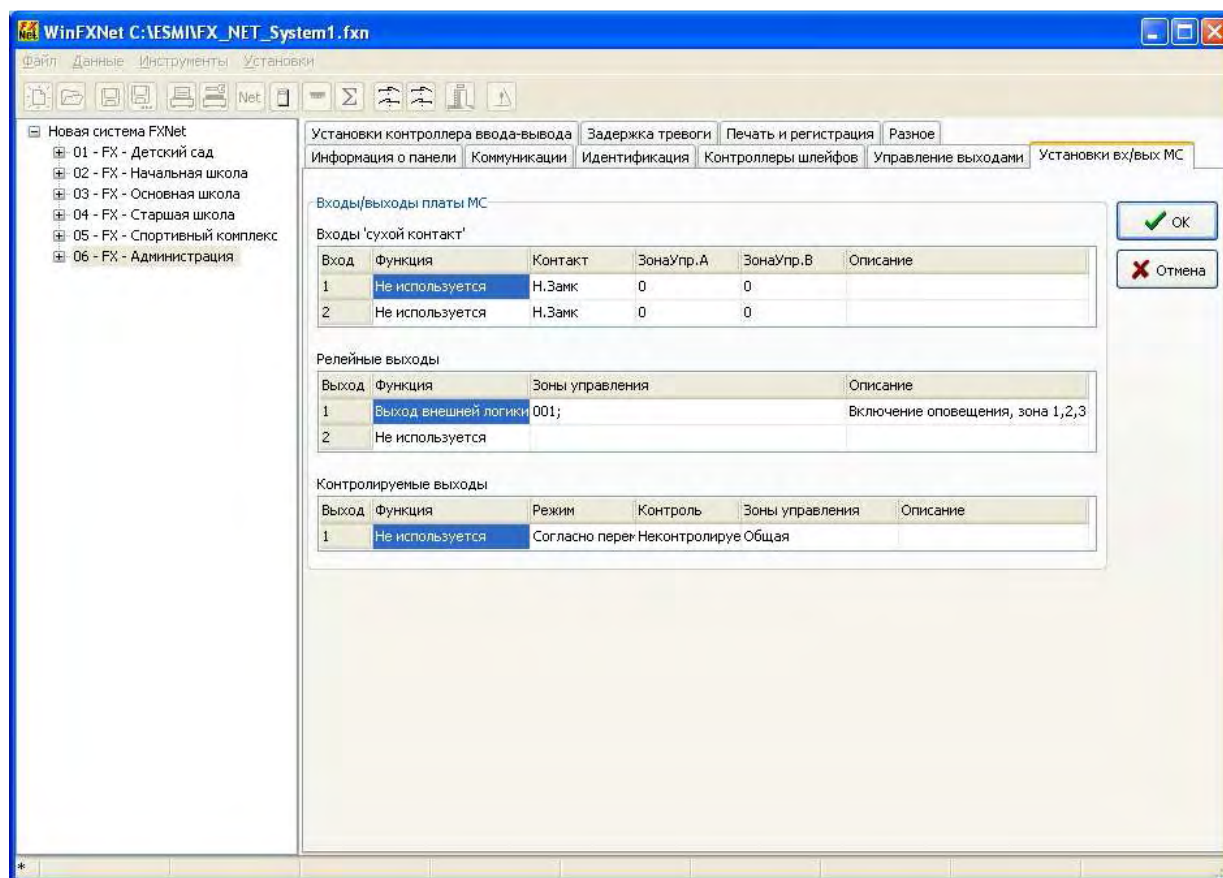 WinFXNet C:\ESMI\FX_NET_System1.fxn
Файл Данные Инструменты Установки
Net Σ
Новая система FXNet
01 - FX - Детский сад
02 - FX - Начальная школа
03 - FX - Основная школа
04 - FX - Старшая школа
05 - FX - Спортивный комплекс
06 - FX - Администрация
Установки контроллера ввода-вывода Задержка тревоги Печать и регистрация Разное
Информация о панели Коммуникации Идентификация Контроллеры шлейфов Управление выходами Установки вх/вых МС
Входы/выходы платы МС
Входы 'сухой контакт'
Вход Функция Контакт ЗонаУпр.А ЗонаУпр.В Описание
1 Не используется Н.Замк 0 0
2 Не используется Н.Замк 0 0
Релейные выходы
Выход Функция Зоны управления Описание
1 Выход внешней логики 001; Включение оповещения, зона 1,2,3
2 Не используется
Контролируемые выходы
Выход Функция Режим Контроль Зоны управления Описание
1 Не используется Согласно перем Неконтролируе Общая
OK
Отмена
*